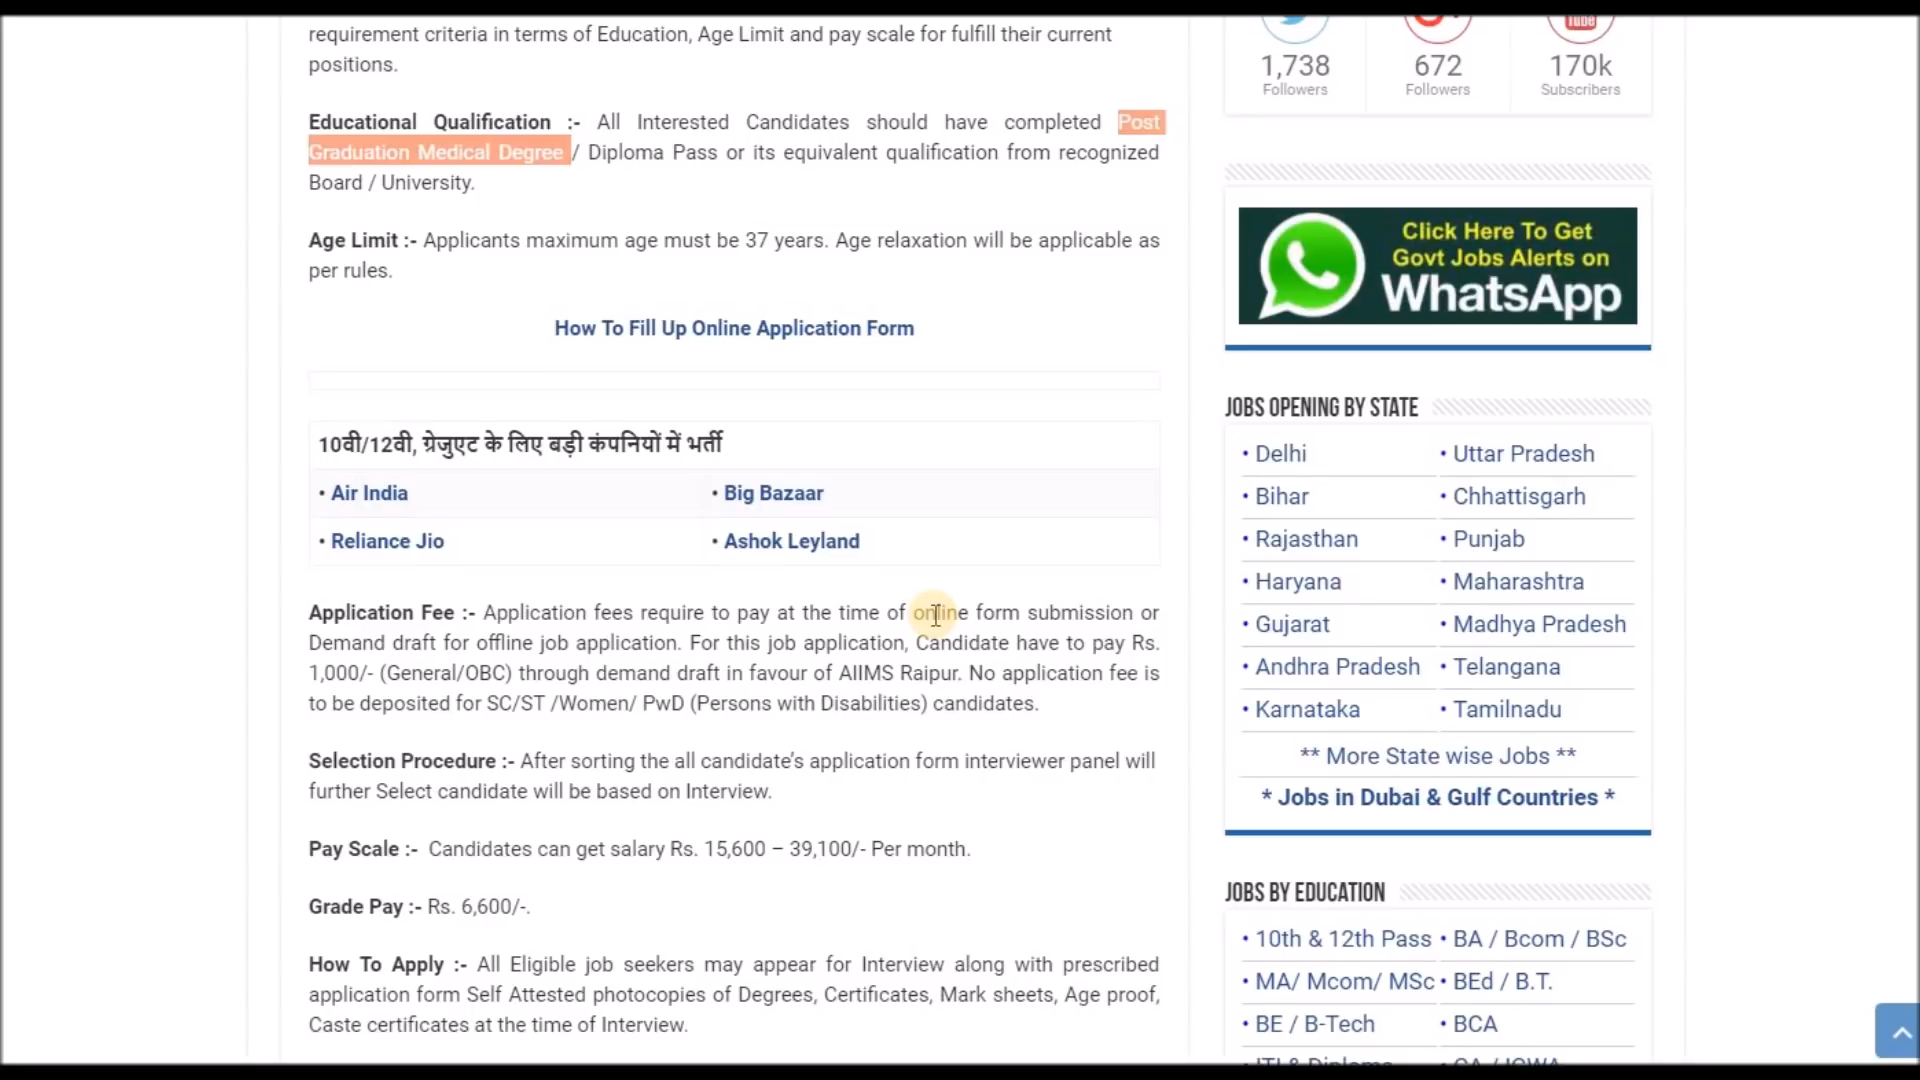 requirement criteria in terms of Education, Age Limit and pay scale for fulfill their current
positions.
Educational Qualification :- All Interested Candidates should have completed Post
Graduation Medical Degree / Diploma Pass or its equivalent qualification from recognized
Board / University.
Age Limit :- Applicants maximum age must be 37 years. Age relaxation will be applicable as
per rules.
How To Fill Up Online Application Form
10वी/12वी, ग्रेजुएट के लिए बड़ी कंपनियों में भर्ती
• Air India
• Big Bazaar
• Reliance Jio
• Ashok Leyland
Application Fee :- Application fees require to pay at the time of online form submission or
Demand draft for offline job application. For this job application, Candidate have to pay Rs.
1,000/- (General/OBC) through demand draft in favour of AIIMS Raipur. No application fee is
to be deposited for SC/ST /Women/ PwD (Persons with Disabilities) candidates.
Selection Procedure :- After sorting the all candidate’s application form interviewer panel will
further Select candidate will be based on Interview.
Pay Scale :- Candidates can get salary Rs. 15,600 – 39,100/- Per month.
Grade Pay :- Rs. 6,600/-.
How To Apply :- All Eligible job seekers may appear for Interview along with prescribed
application form Self Attested photocopies of Degrees, Certificates, Mark sheets, Age proof,
Caste certificates at the time of Interview.
Tube
1,738
Followers
672
Followers
170k
Subscribers
Click Here To Get
Govt Jobs Alerts on
WhatsApp
JOBS OPENING BY STATE
• Delhi
• Uttar Pradesh
• Bihar
• Chhattisgarh
• Rajasthan
• Punjab
• Haryana
• Maharashtra
• Gujarat
• Madhya Pradesh
• Andhra Pradesh
• Telangana
• Karnataka
• Tamilnadu
** More State wise Jobs **
* Jobs in Dubai & Gulf Countries *
JOBS BY EDUCATION
• 10th & 12th Pass
• BA / Bcom / BSc
• MA/ Mcom/ MSc
• BEd / B.T.
• BE / B-Tech
• BCA
• ITI & Diploma